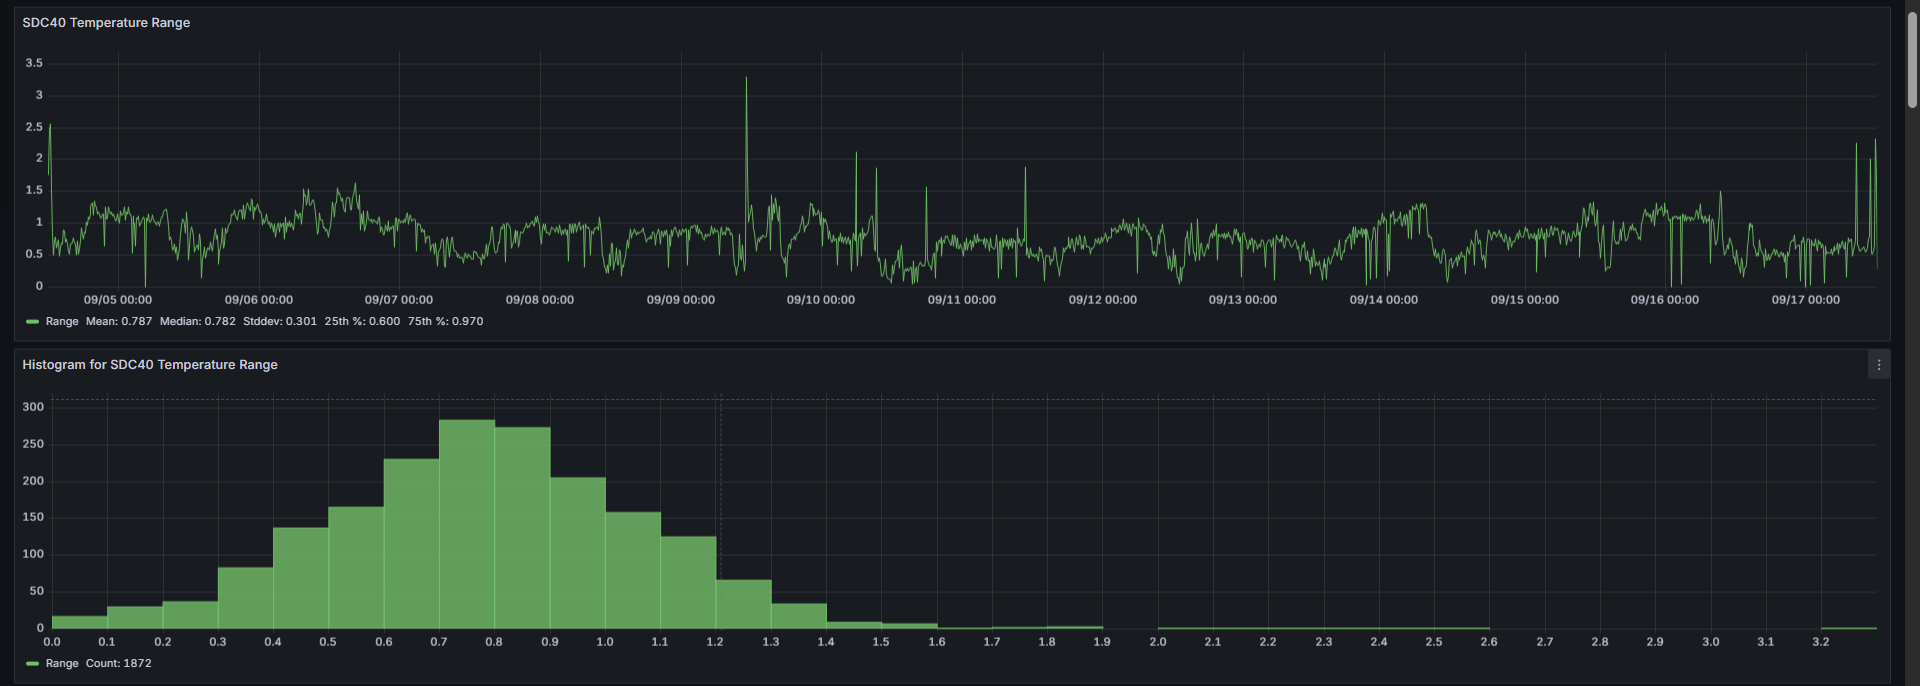 SDC40 Temperature Range
3.5
3
2.5
2
1.5
1
0.5
0
09/05 00:00 09/06 00:00 09/07 00:00 09/08 00:00 09/09 00:00 09/10 00:00 09/11 00:00 09/12 00:00 09/13 00:00 09/14 00:00 09/15 00:00 09/16 00:00 09/17 00:00
Range Mean: 0.787 Median: 0.782 Stddev: 0.301 25th %: 0.600 75th %: 0.970
Histogram for SDC40 Temperature Range
300
250
200
150
100
50
0
0.0 0.1 0.2 0.3 0.4 0.5 0.6 0.7 0.8 0.9 1.0 1.1 1.2 1.3 1.4 1.5 1.6 1.7 1.8 1.9 2.0 2.1 2.2 2.3 2.4 2.5 2.6 2.7 2.8 2.9 3.0 3.1 3.2
Range Count: 1872